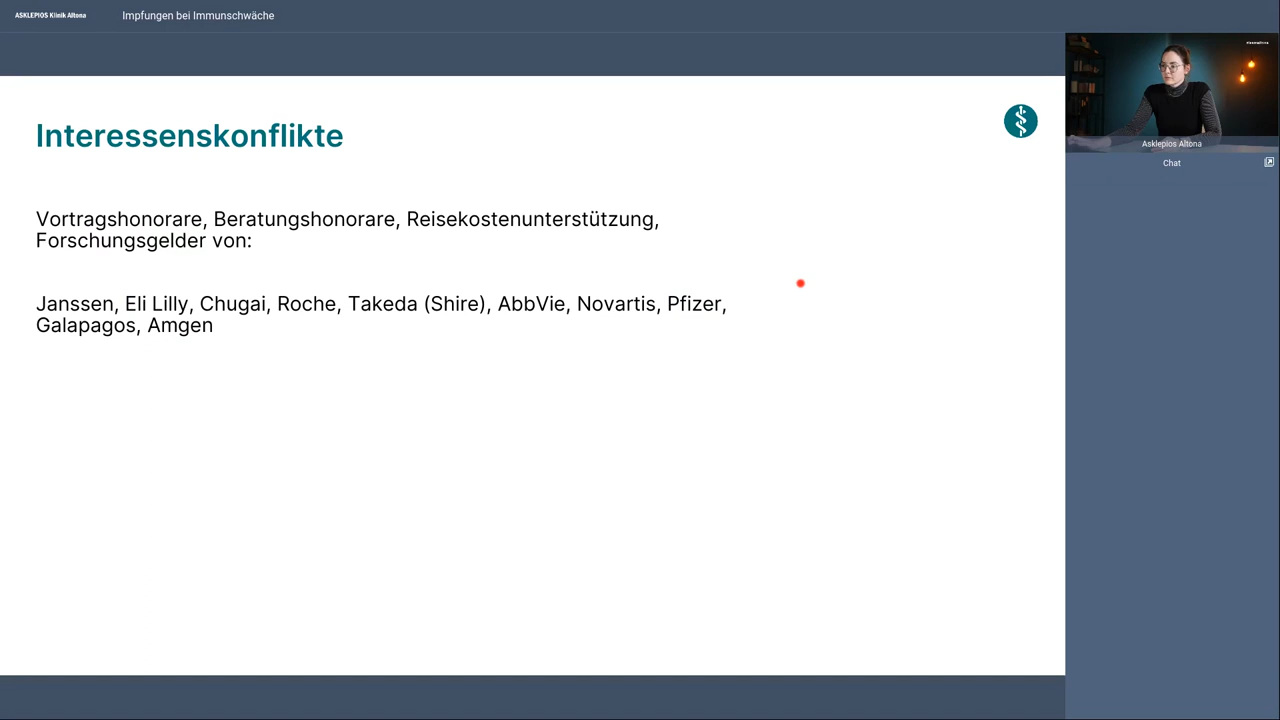 ASKLEPIOS Klinik Altona
Impfungen bei Immunschwäche
Interessenskonflikte
Vortragshonorare, Beratungshonorare, Reisekostenunterstützung,
Forschungsgelder von:
Janssen, Eli Lilly, Chugai, Roche, Takeda (Shire), AbbVie, Novartis, Pfizer,
Galapagos, Amgen
Asklepios Altona
Chat